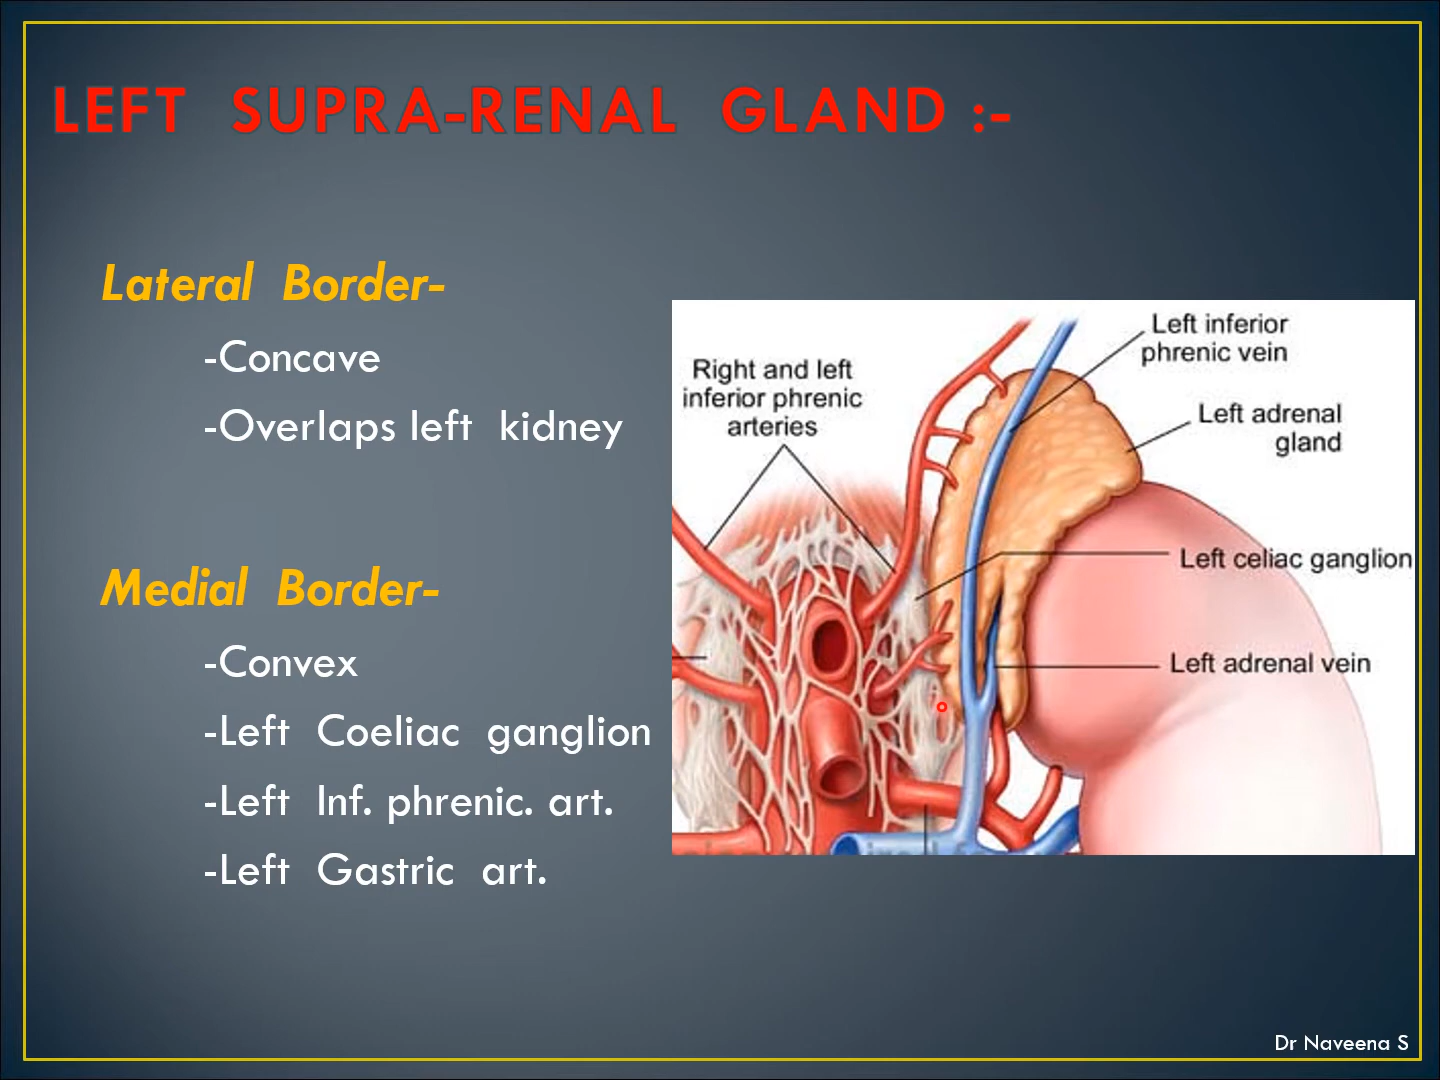 LEFT SUPRA-RENAL GLAND :-
Lateral Border-
-Concave
-Overlaps left kidney
Medial Border-
-Convex
-Left Coeliac ganglion
-Left Inf. phrenic. art.
-Left Gastric art.
Left inferior
phrenic vein
Right and left
inferior phrenic
arteries
Left adrenal
gland
Left celiac ganglion
Left adrenal vein
Dr Naveena S